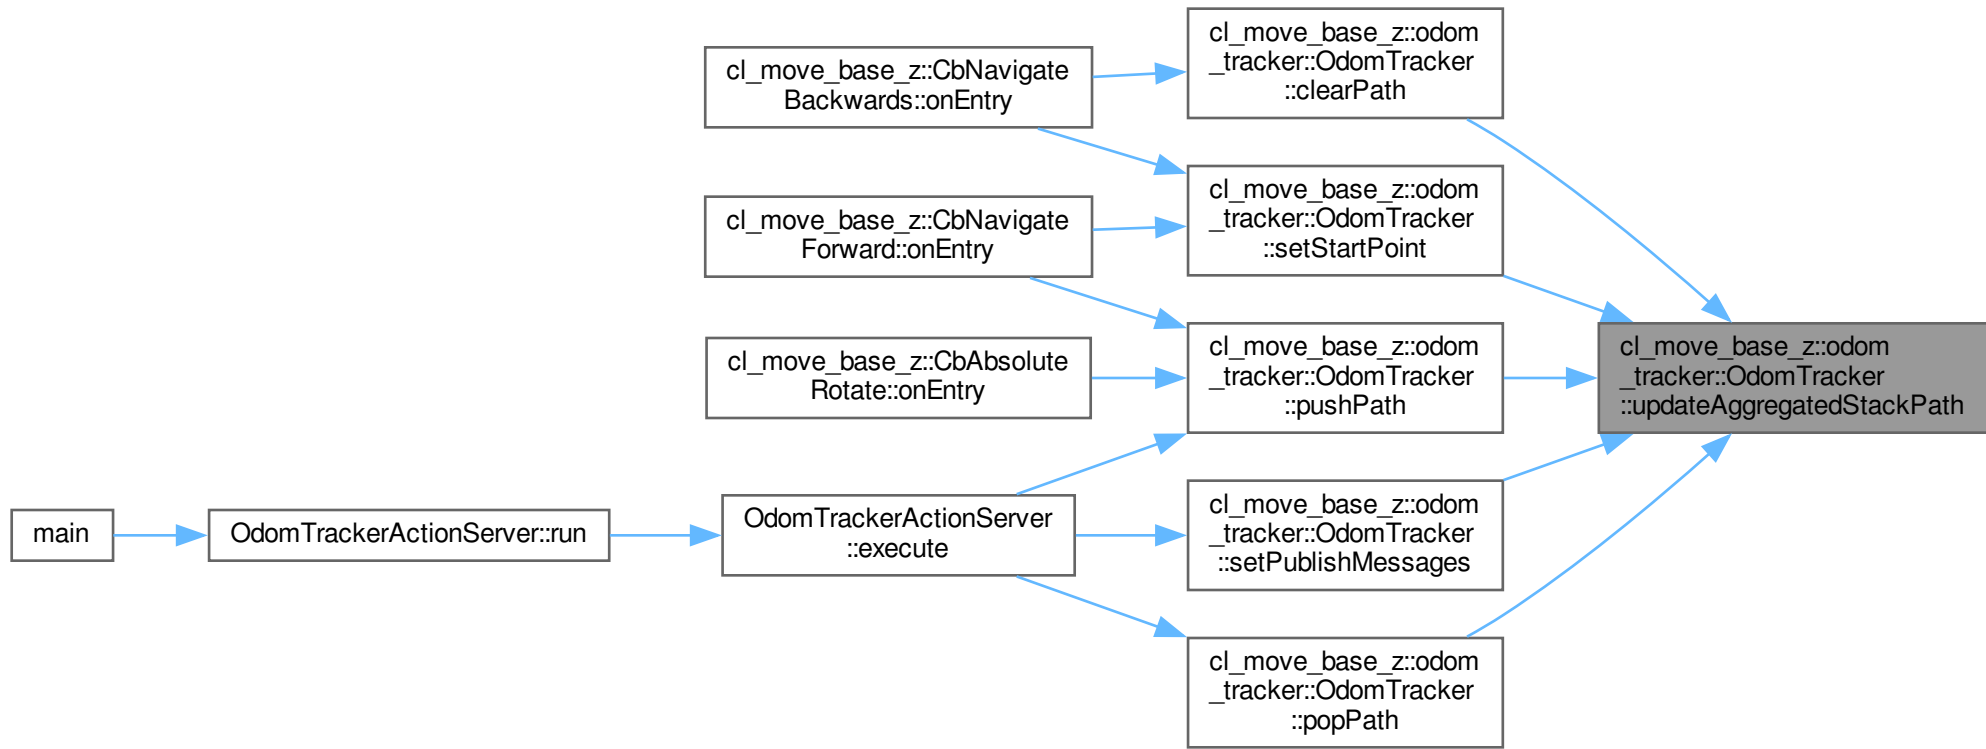 cl_move_base_z::odom
_tracker::OdomTracker
::clearPath
cl_move_base_z::CbNavigate
Backwards::onEntry
cl_move_base_z::odom
_tracker::OdomTracker
::setStartPoint
cl_move_base_z::CbNavigate
Forward::onEntry
cl_move_base_z::odom
_tracker::OdomTracker
::pushPath
cl_move_base_z::odom
_tracker::OdomTracker
::updateAggregatedStackPath
cl_move_base_z::CbAbsolute
Rotate::onEntry
cl_move_base_z::odom
_tracker::OdomTracker
::setPublishMessages
main
OdomTrackerActionServer::run
OdomTrackerActionServer
::execute
cl_move_base_z::odom
_tracker::OdomTracker
::popPath